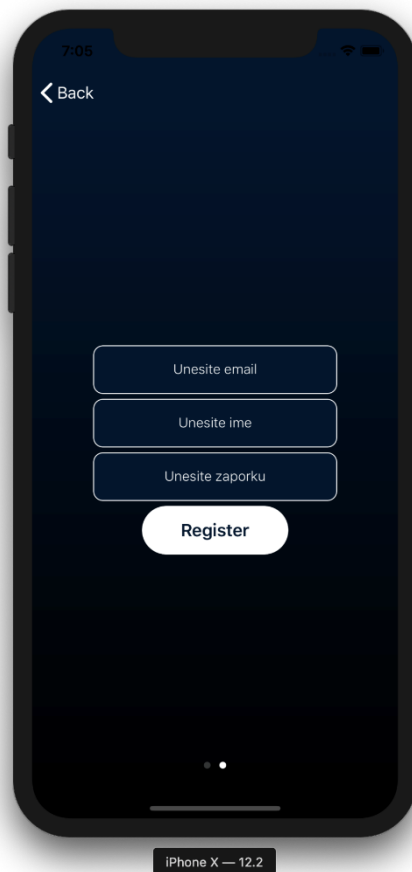 7:05
Back
Unesite email
Unesite ime
Unesite zaporku
Register
iPhone X — 12.2